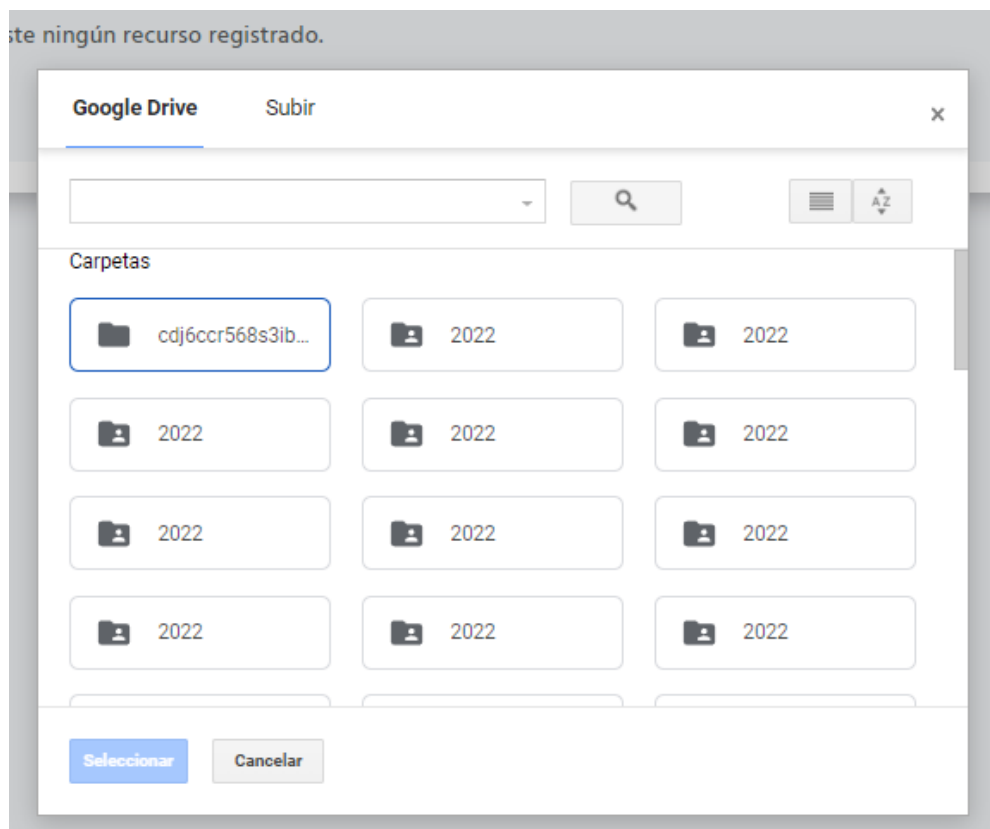 ste ningún recurso registrado.
Google Drive Subir ×
AZ
Carpetas
cdj6ccr568s3ib... 2022 2022
2022 2022 2022
2022 2022 2022
2022 2022 2022
Seleccionar Cancelar